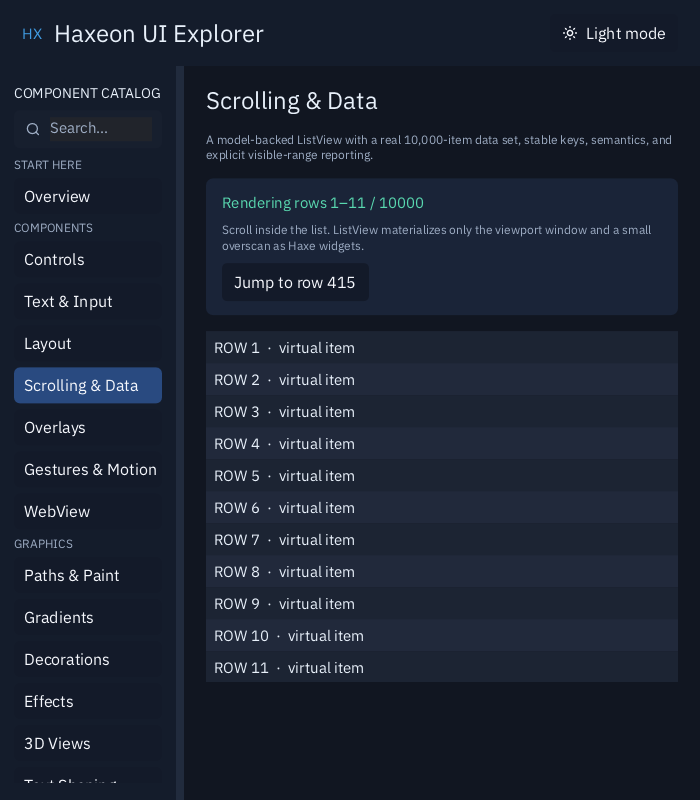 HX Haxeon UI Explorer
Light mode
COMPONENT CATALOG
Search...
START HERE
Overview
COMPONENTS
Controls
Text & Input
Layout
Scrolling & Data
Overlays
Gestures & Motion
WebView
GRAPHICS
Paths & Paint
Gradients
Decorations
Effects
3D Views
Text Shaping
Scrolling & Data
A model-backed ListView with a real 10,000-item data set, stable keys, semantics, and
explicit visible-range reporting.
Rendering rows 1–11 / 10000
Scroll inside the list. ListView materializes only the viewport window and a small
overscan as Haxe widgets.
Jump to row 415
ROW 1 · virtual item
ROW 2 · virtual item
ROW 3 · virtual item
ROW 4 · virtual item
ROW 5 · virtual item
ROW 6 · virtual item
ROW 7 · virtual item
ROW 8 · virtual item
ROW 9 · virtual item
ROW 10 · virtual item
ROW 11 · virtual item